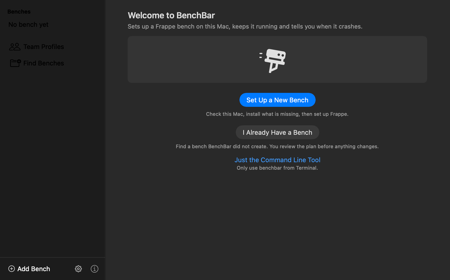 Benches
No bench yet
Team Profiles
Find Benches
Add Bench
Welcome to BenchBar
Sets up a Frappe bench on this Mac, keeps it running and tells you when it crashes.
Set Up a New Bench
Check this Mac, install what is missing, then set up Frappe.
I Already Have a Bench
Find a bench BenchBar did not create. You review the plan before anything changes.
Just the Command Line Tool
Only use benchbar from Terminal.